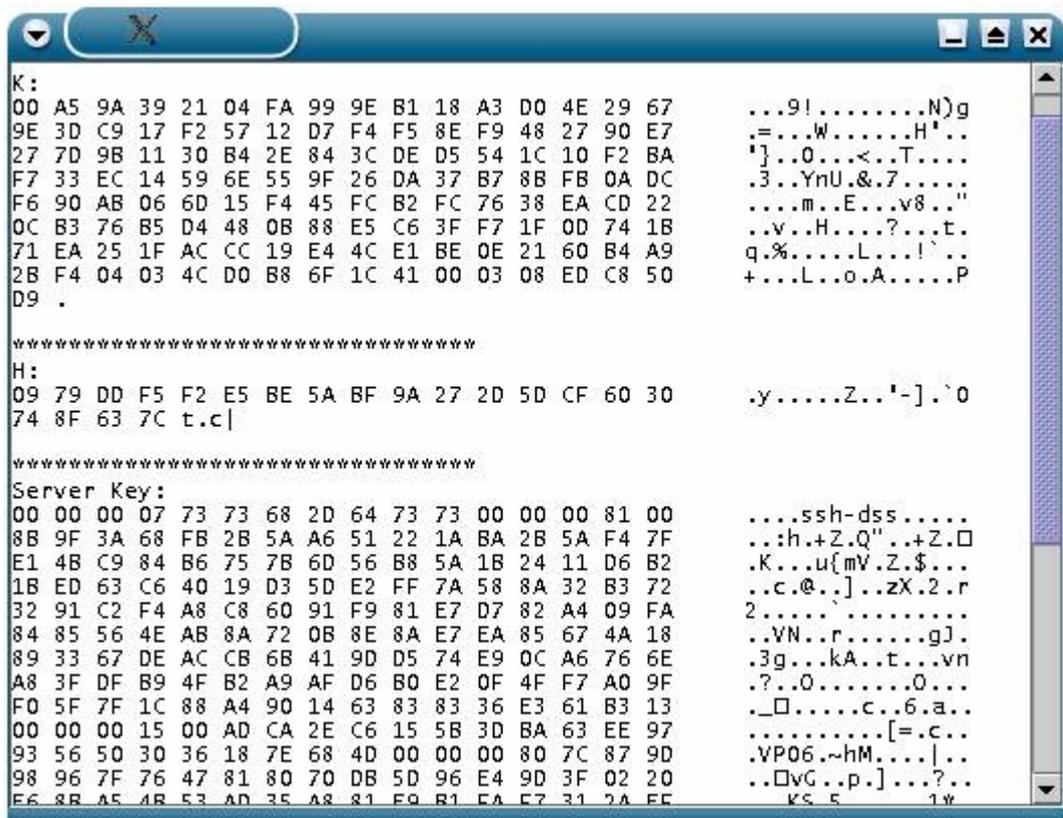 K:
00 A5 9A 39 21 04 FA 99 9E B1 18 A3 D0 4E 29 67 ...9!........N)g
9E 3D C9 17 F2 57 12 D7 F4 F5 8E F9 48 27 90 E7 .=...W......H'..
27 7D 9B 11 30 B4 2E 84 3C DE D5 54 1C 10 F2 BA '}..0...<..T....
F7 33 EC 14 59 6E 55 9F 26 DA 37 B7 8B FB 0A DC .3..YnU.&.7.....
F6 90 AB 06 6D 15 F4 45 FC B2 FC 76 38 EA CD 22 ....m..E...v8.."
0C B3 76 B5 D4 48 0B 88 E5 C6 3F F7 1F 0D 74 1B ..v..H....?...t.
71 EA 25 1F AC CC 19 E4 4C E1 BE 0E 21 60 B4 A9 q.%.....L...!`..
2B F4 04 03 4C D0 B8 6F 1C 41 00 03 08 ED C8 50 +...L..o.A.....P
D9 .
*********************************
H:
09 79 DD F5 F2 E5 BE 5A BF 9A 27 2D 5D CF 60 30 .y.....Z..'-].`0
74 8F 63 7C t.c|
*********************************
Server Key:
00 00 00 07 73 73 68 2D 64 73 73 00 00 00 81 00 ....ssh-dss.....
8B 9F 3A 68 FB 2B 5A A6 51 22 1A BA 2B 5A F4 7F ..:h.+Z.Q"..+Z.□
E1 4B C9 84 B6 75 7B 6D 56 B8 5A 1B 24 11 D6 B2 .K...u{mV.Z.$...
1B ED 63 C6 40 19 D3 5D E2 FF 7A 58 8A 32 B3 72 ..c.@..]..zX.2.r
32 91 C2 F4 A8 C8 60 91 F9 81 E7 D7 82 A4 09 FA 2.....`.........
84 85 56 4E AB 8A 72 0B 8E 8A E7 EA 85 67 4A 18 ..VN..r......gJ.
89 33 67 DE AC CB 6B 41 9D D5 74 E9 0C A6 76 6E .3g...kA..t...vn
A8 3F DF B9 4F B2 A9 AF D6 B0 E2 0F 4F F7 A0 9F .?..O.......O...
F0 5F 7F 1C 88 A4 90 14 63 83 83 36 E3 61 B3 13 ._□.....c..6.a..
00 00 00 15 00 AD CA 2E C6 15 5B 3D BA 63 EE 97 ..........[=.c..
93 56 50 30 36 18 7E 68 4D 00 00 00 80 7C 87 9D .VP06.~hM....|..
98 96 7F 76 47 81 80 70 DB 5D 96 E4 9D 3F 02 20 ..□vG..p.]...?..